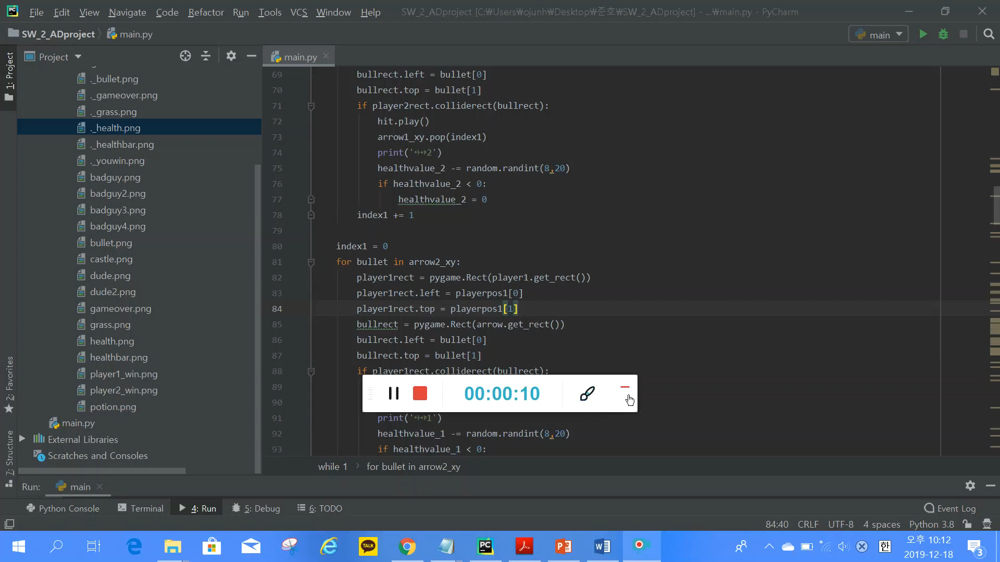 File Edit View Navigate Code Refactor Run Tools VCS Window Help SW_2_ADproject [C:₩Users₩ojunh₩Desktop₩준호₩SW_2_ADproject] - ...₩main.py - PyCharm
SW_2_ADproject main.py main
Project main.py
1: Project
._bullet.png
._gameover.png
._grass.png
._health.png
._healthbar.png
._youwin.png
badguy.png
badguy2.png
badguy3.png
badguy4.png
bullet.png
castle.png
dude.png
dude2.png
gameover.png
grass.png
health.png
healthbar.png
player1_win.png
player2_win.png
potion.png
main.py
External Libraries
Scratches and Consoles
2: Favorites
7: Structure
69 bullrect.left = bullet[0]
70 bullrect.top = bullet[1]
71 if player2rect.colliderect(bullrect):
72 hit.play()
73 arrow1_xy.pop(index1)
74 print('아야2')
75 healthvalue_2 -= random.randint(8,20)
76 if healthvalue_2 < 0:
77 healthvalue_2 = 0
78 index1 += 1
79
80 index1 = 0
81 for bullet in arrow2_xy:
82 player1rect = pygame.Rect(player1.get_rect())
83 player1rect.left = playerpos1[0]
84 player1rect.top = playerpos1[1]
85 bullrect = pygame.Rect(arrow.get_rect())
86 bullrect.left = bullet[0]
87 bullrect.top = bullet[1]
88 if player1rect.colliderect(bullrect):
89
90
00:00:10
91 print('아야1')
92 healthvalue_1 -= random.randint(8,20)
93 if healthvalue_1 < 0:
while 1 for bullet in arrow2_xy
Run: main
Python Console Terminal 4: Run 5: Debug 6: TODO Event Log
84:40 CRLF UTF-8 4 spaces Python 3.8
TALK
PC
한
오후 10:12
2019-12-18
3